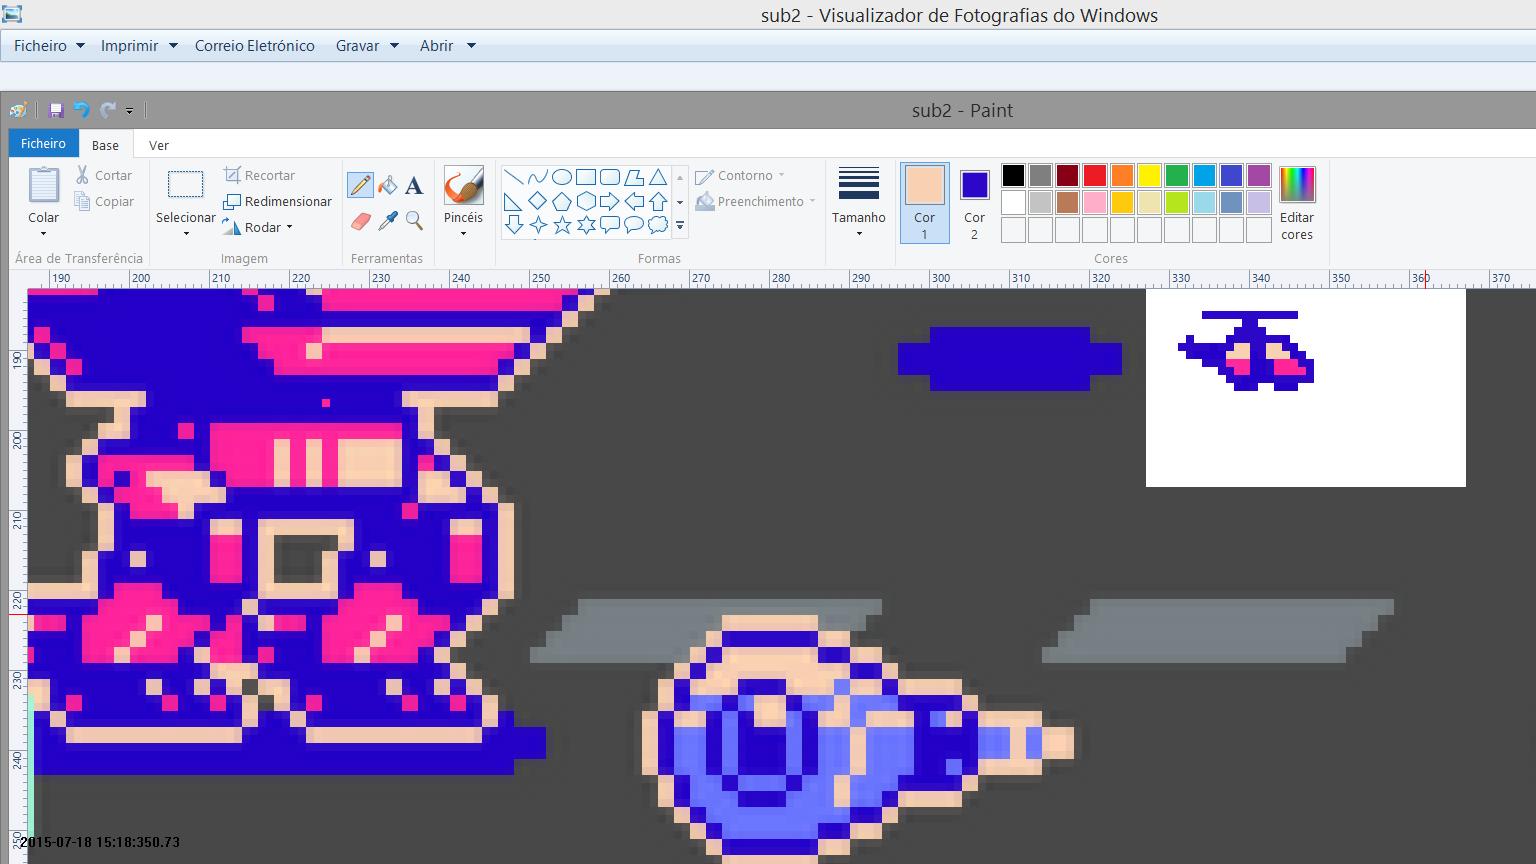 sub2 - Visualizador de Fotografias do Windows
Ficheiro Imprimir Correio Eletrónico Gravar Abrir
sub2 - Paint
Ficheiro Base Ver
Colar
Cortar
Copiar
Área de Transferência
Selecionar
Recortar
Redimensionar
Rodar
Imagem
A
Ferramentas
Pincéis
Formas
Contorno
Preenchimento
Tamanho
Cor
1
Cor
2
Editar
cores
Cores
190 200 210 220 230 240 250 260 270 280 290 300 310 320 330 340 350 360 370
190
200
210
220
230
240
250
2015-07-18 15:18:350.73